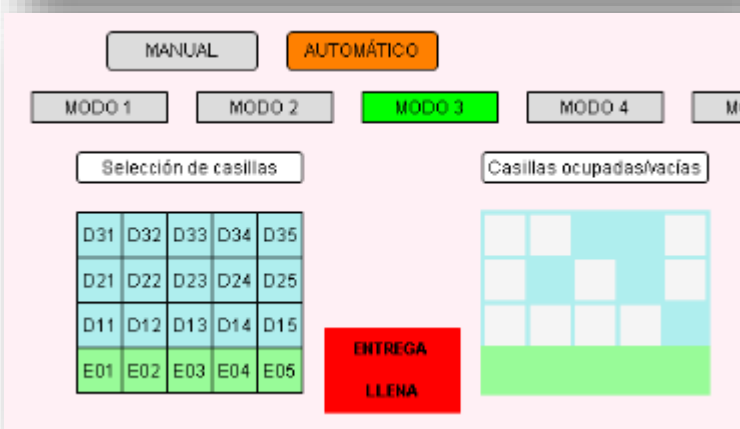 MANUAL AUTOMÁTICO
MODO 1 MODO 2 MODO 3 MODO 4
Selección de casillas Casillas ocupadas/vacías
D31 D32 D33 D34 D35
D21 D22 D23 D24 D25
D11 D12 D13 D14 D15
E01 E02 E03 E04 E05
ENTREGA
LLENA